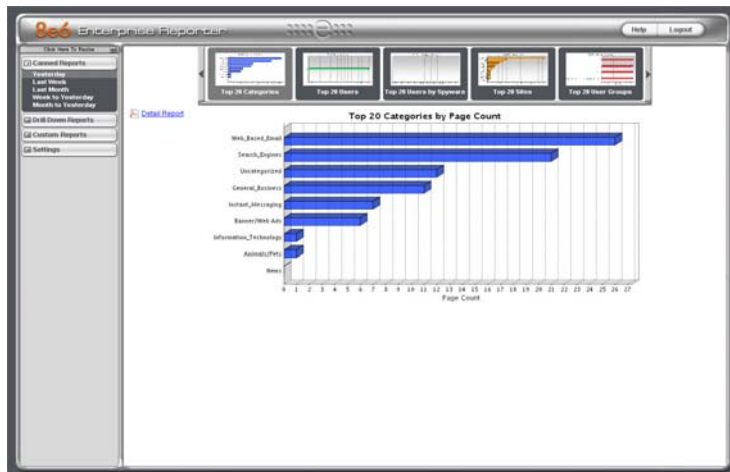 8e6 Enterprise Reporter
Help
Logout
Click Here To Resize
Canned Reports
Yesterday
Last Week
Last Month
Week to Yesterday
Month to Yesterday
Drill Down Reports
Custom Reports
Settings
Top 20 Categories
Top 20 Users
Top 20 Users by Spyware
Top 20 Sites
Top 20 User Groups
Detail Report
Top 20 Categories by Page Count
Web_Based_Email
Search_Engines
Uncategorized
General_Business
Instant_Messaging
Banner/Web Ads
Information_Technology
Animals/Pets
News
0 1 2 3 4 5 6 7 8 9 10 11 12 13 14 15 16 17 18 19 20 21 22 23 24 25 26 27
Page Count